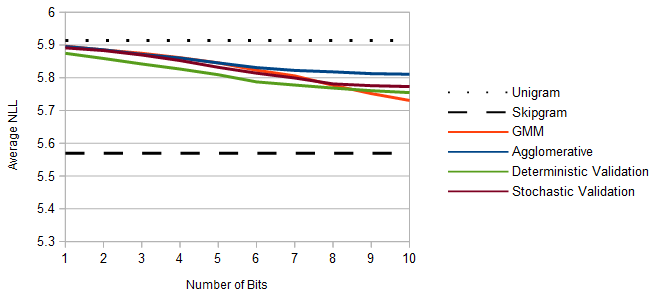 6
5.9
5.8
5.7
5.6
5.5
5.4
5.3
Average NLL
1 2 3 4 5 6 7 8 9 10
Number of Bits
Unigram
Skipgram
GMM
Agglomerative
Deterministic Validation
Stochastic Validation